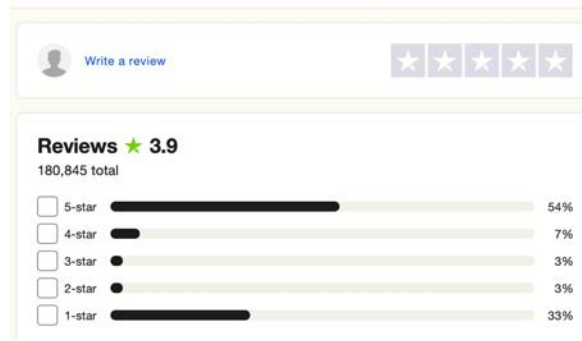 Write a review
Reviews ★ 3.9
180,845 total
5-star 54%
4-star 7%
3-star 3%
2-star 3%
1-star 33%